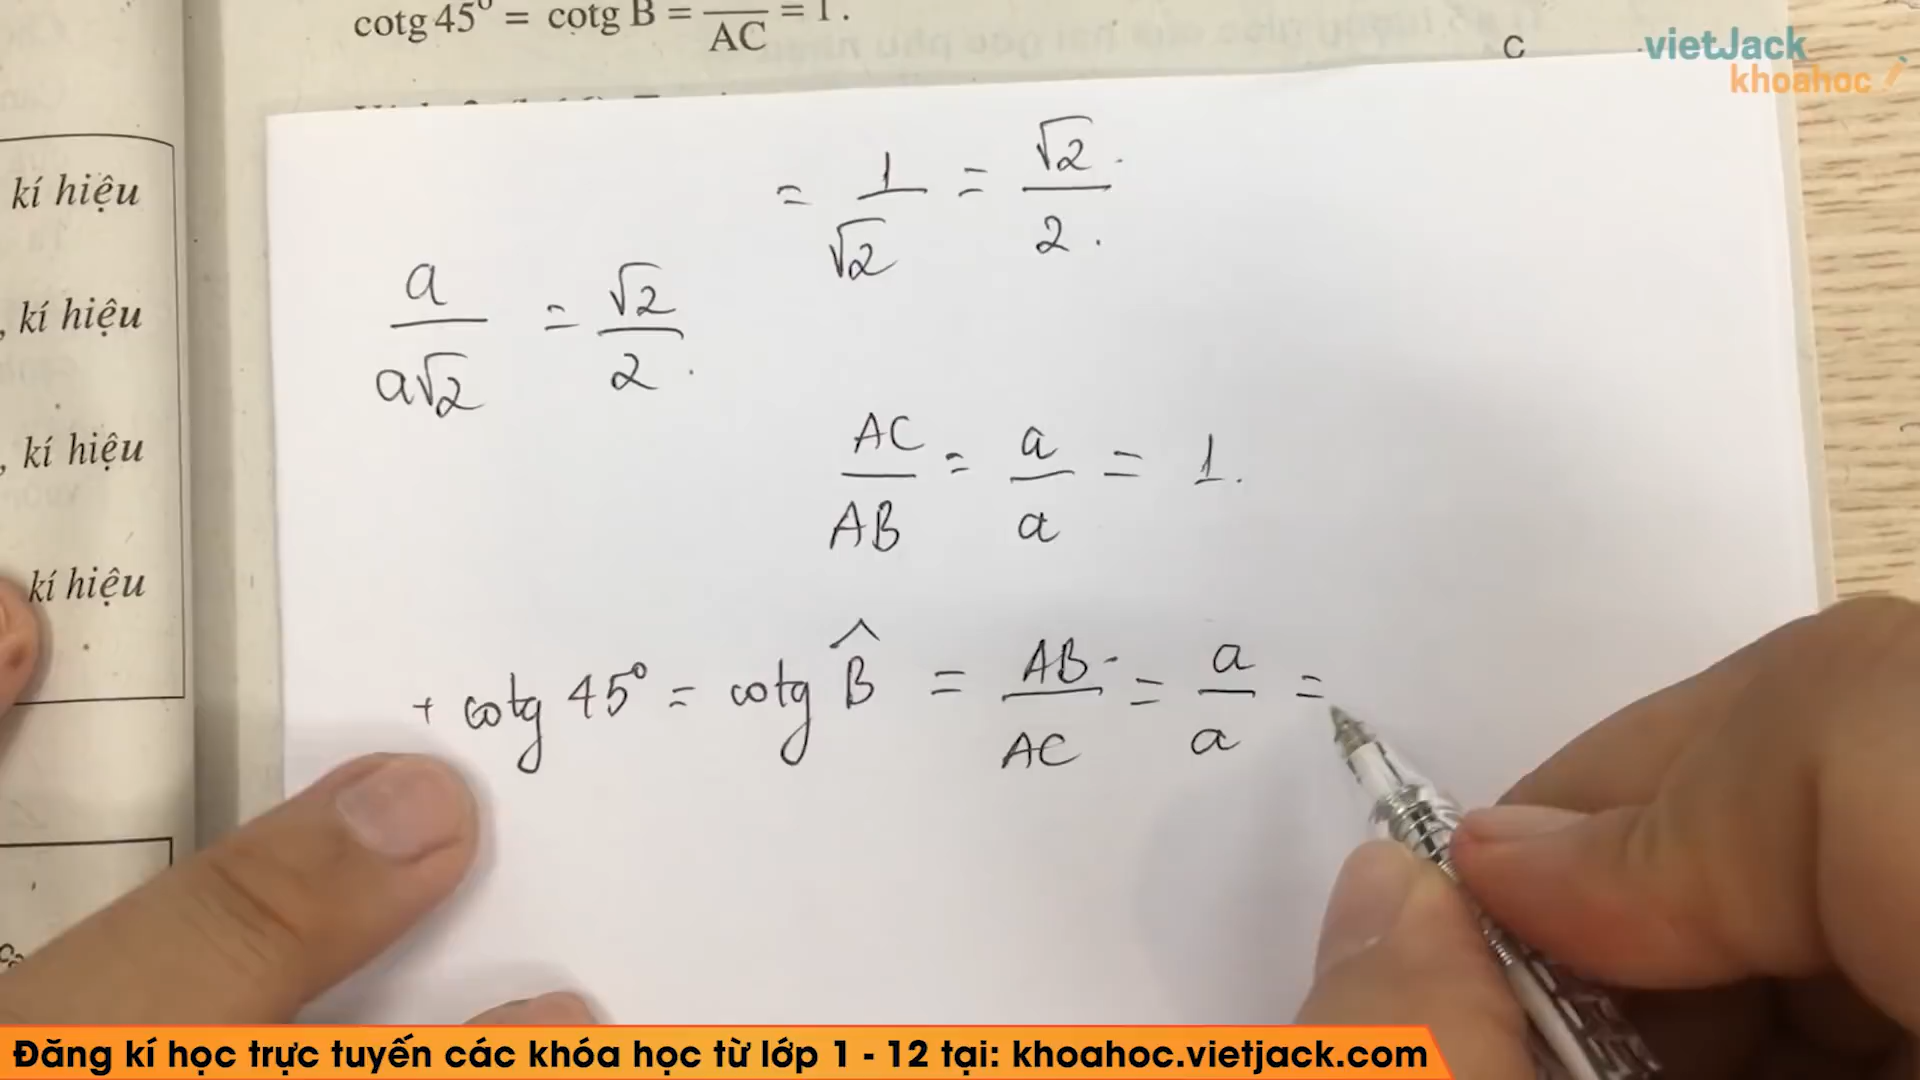 cotg 45° = cotg B = /AC = 1.
C
vietJack
khoahoc
kí hiệu
, kí hiệu
, kí hiệu
kí hiệu
= 1/√2 = √2/2.
a/a√2 = √2/2.
AC/AB = a/a = 1.
+ cotg 45° = cotg B̂ = AB/AC = a/a =
Đăng kí học trực tuyến các khóa học từ lớp 1 - 12 tại: khoahoc.vietjack.com